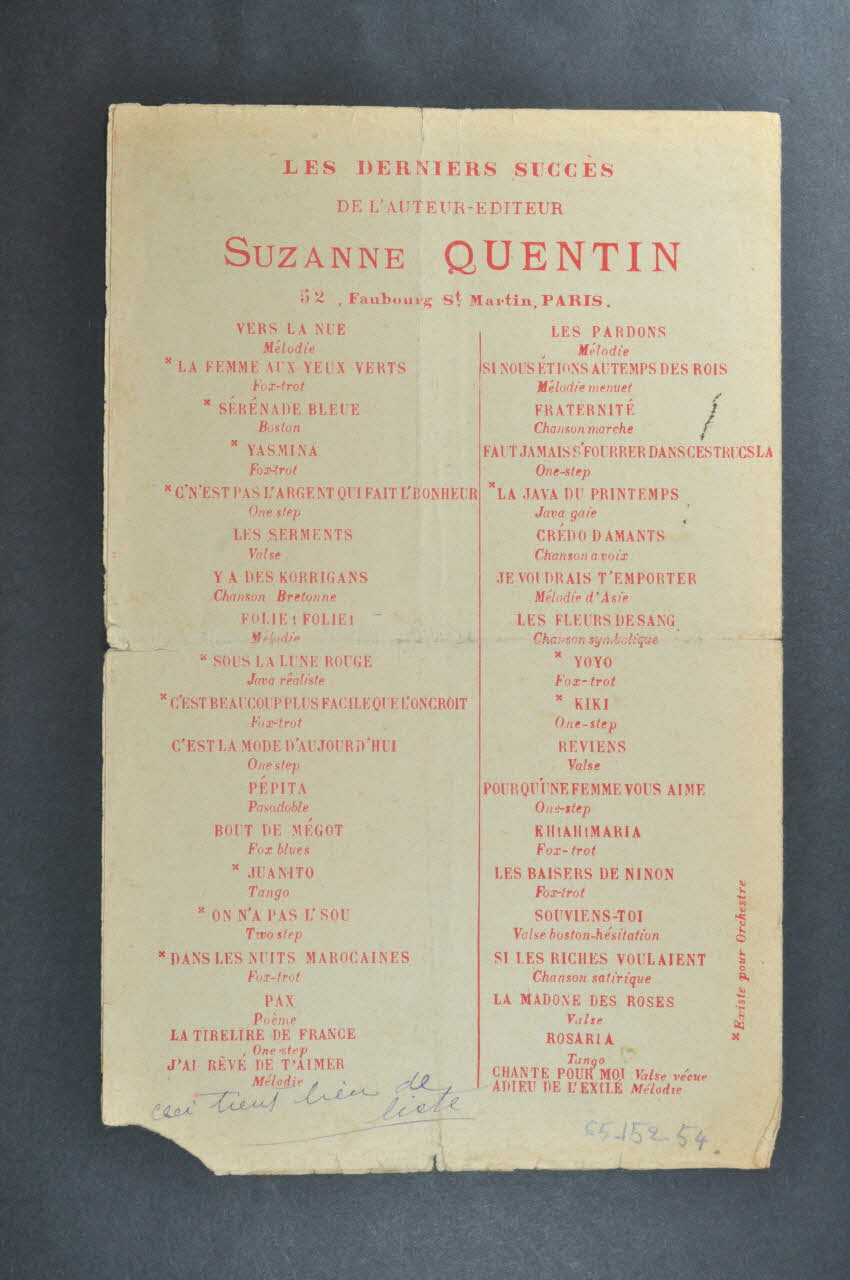 LES DERNIERS SUCCÈS
DE L'AUTEUR-EDITEUR
SUZANNE QUENTIN
52, Faubourg St Martin, PARIS.
VERS LA NUE
Mélodie
* LA FEMME AUX YEUX VERTS
Fox-trot
* SÉRÉNADE BLEUE
Boston
* YASMINA
Fox-trot
* C'N'EST PAS L'ARGENT QUI FAIT L'BONHEUR
One step
LES SERMENTS
Valse
Y A DES KORRIGANS
Chanson Bretonne
FOLIE! FOLIE!
Mélodie
* SOUS LA LUNE ROUGE
Java réaliste
* C'EST BEAUCOUP PLUS FACILE QUE L'ON CROIT
Fox-trot
C'EST LA MODE D'AUJOURD'HUI
One step
PÉPITA
Pasadoble
BOUT DE MÉGOT
Fox blues
* JUANITO
Tango
* ON N'A PAS L'SOU
Two step
* DANS LES NUITS MAROCAINES
Fox-trot
PAX
Poème
LA TIRELIRE DE FRANCE
One-step
J'AI RÊVÉ DE T'AIMER
Mélodie
LES PARDONS
Mélodie
SI NOUS ÉTIONS AU TEMPS DES ROIS
Mélodie menuet
FRATERNITÉ
Chanson marche
FAUT JAMAIS S'FOURRER DANS CES TRUCS LA
One-step
* LA JAVA DU PRINTEMPS
Java gaie
CRÉDO D'AMANTS
Chanson a voix
JE VOUDRAIS T'EMPORTER
Mélodie d'Asie
LES FLEURS DE SANG
Chanson symbolique
* YOYO
Fox-trot
* KIKI
One-step
REVIENS
Valse
POURQU'UNE FEMME VOUS AIME
One-step
KH! AH! MARIA
Fox-trot
LES BAISERS DE NINON
Fox-trot
SOUVIENS-TOI
Valse boston-hésitation
SI LES RICHES VOULAIENT
Chanson satirique
LA MADONE DES ROSES
Valse
ROSARIA
Tango
CHANTE POUR MOI Valse vécue
ADIEU DE L'EXILÉ Mélodie
*Existe pour Orchestre
ceci tient lieu de
liste
65-152-54.